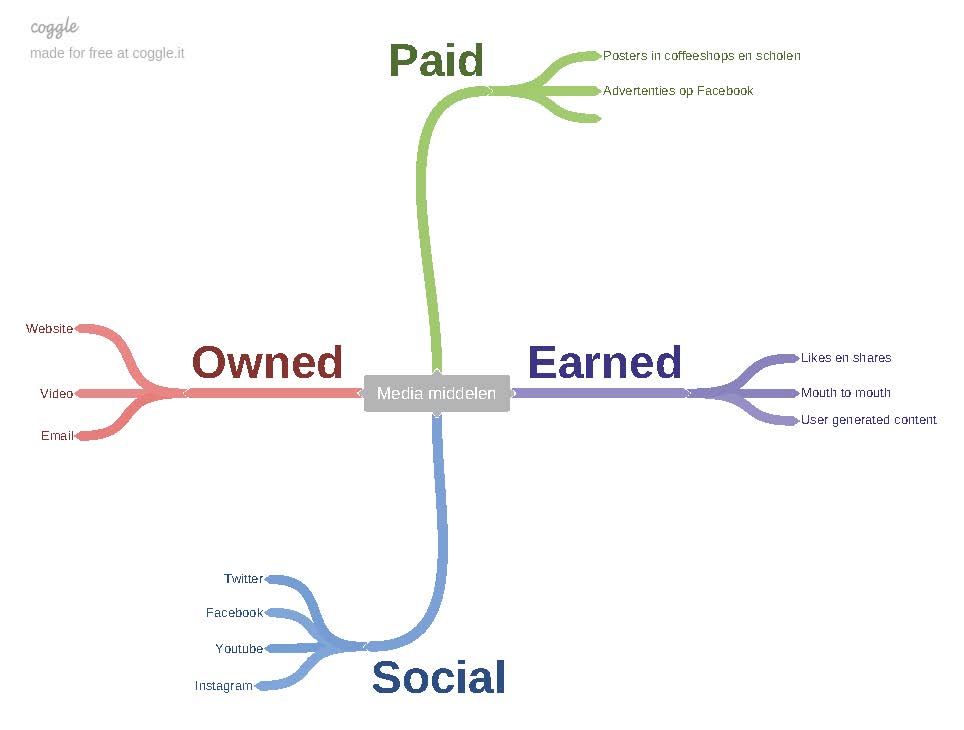 coggle
made for free at coggle.it
Paid
Posters in coffeeshops en scholen
Advertenties op Facebook
Website
Video
Email
Owned
Media middelen
Earned
Likes en shares
Mouth to mouth
User generated content
Twitter
Facebook
Youtube
Instagram
Social